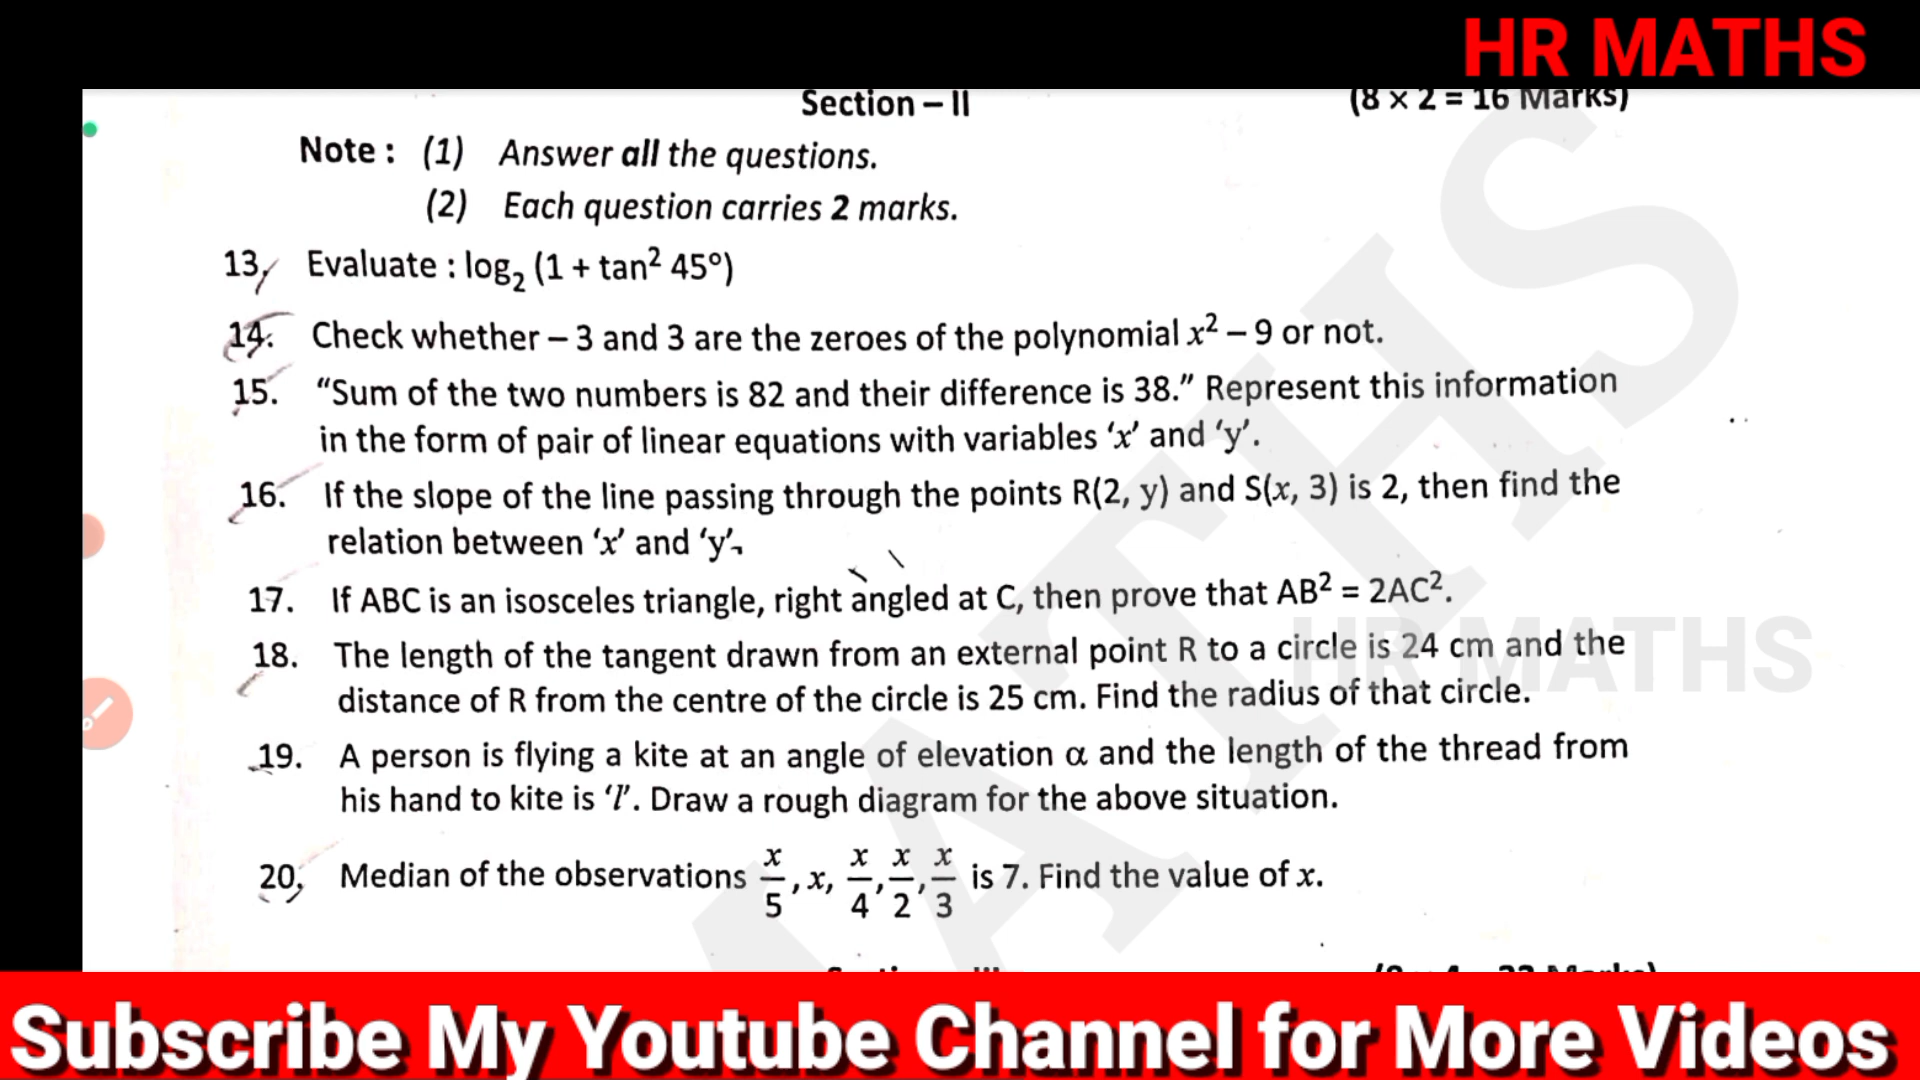 HR MATHS
Section – II (8 × 2 = 16 Marks)
Note : (1) Answer all the questions.
(2) Each question carries 2 marks.
13. Evaluate : log₂ (1 + tan² 45°)
14. Check whether – 3 and 3 are the zeroes of the polynomial x² – 9 or not.
15. “Sum of the two numbers is 82 and their difference is 38.” Represent this information
in the form of pair of linear equations with variables ‘x’ and ‘y’.
16. If the slope of the line passing through the points R(2, y) and S(x, 3) is 2, then find the
relation between ‘x’ and ‘y’.
17. If ABC is an isosceles triangle, right angled at C, then prove that AB² = 2AC².
HR MATHS
18. The length of the tangent drawn from an external point R to a circle is 24 cm and the
distance of R from the centre of the circle is 25 cm. Find the radius of that circle.
19. A person is flying a kite at an angle of elevation α and the length of the thread from
his hand to kite is ‘l’. Draw a rough diagram for the above situation.
20. Median of the observations x/5, x, x/4, x/2, x/3 is 7. Find the value of x.
MATHS
Subscribe My Youtube Channel for More Videos